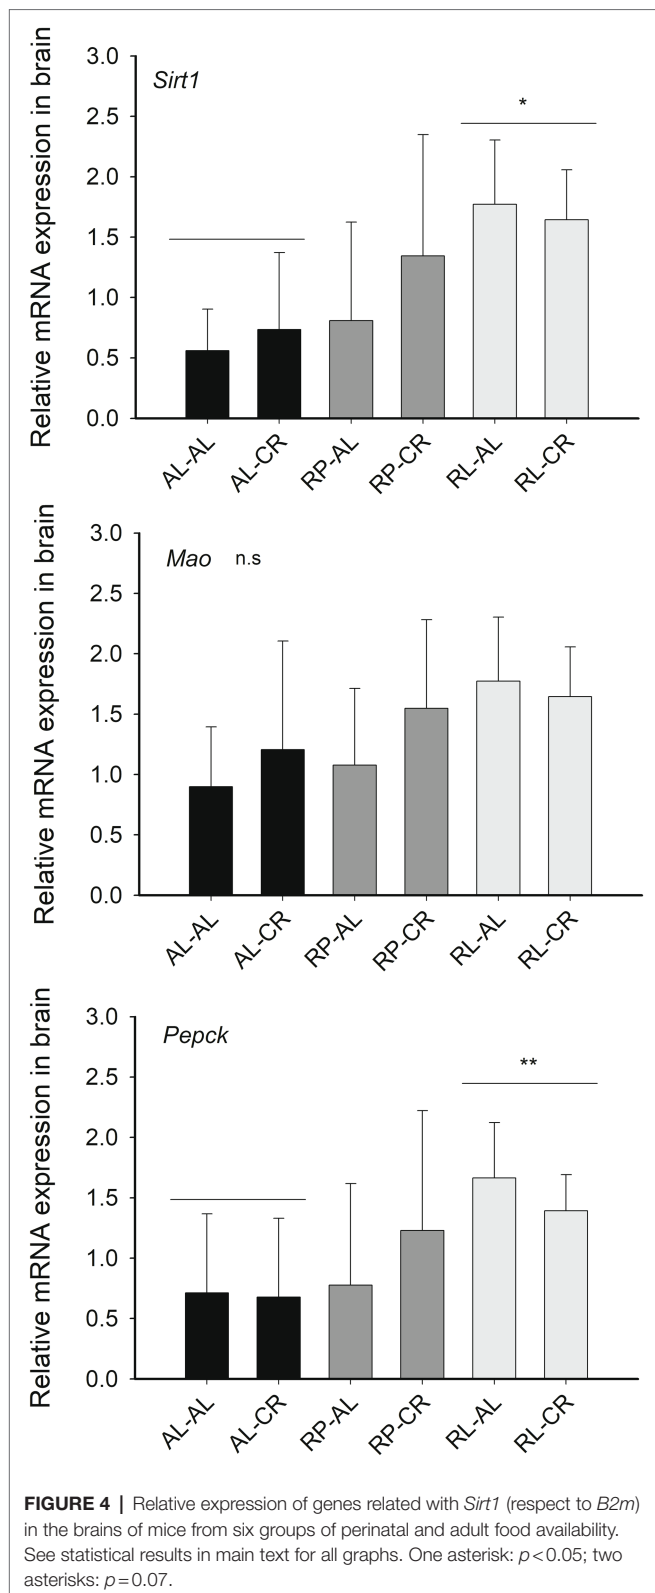 Relative mRNA expression in brain
Sirt1
*
3.0
2.5
2.0
1.5
1.0
0.5
0.0
AL-AL
AL-CR
RP-AL
RP-CR
RL-AL
RL-CR
Relative mRNA expression in brain
Mao n.s
3.0
2.5
2.0
1.5
1.0
0.5
0.0
AL-AL
AL-CR
RP-AL
RP-CR
RL-AL
RL-CR
Relative mRNA expression in brain
Pepck
**
3.0
2.5
2.0
1.5
1.0
0.5
0.0
AL-AL
AL-CR
RP-AL
RP-CR
RL-AL
RL-CR
FIGURE 4 | Relative expression of genes related with Sirt1 (respect to B2m)
in the brains of mice from six groups of perinatal and adult food availability.
See statistical results in main text for all graphs. One asterisk: p<0.05; two
asterisks: p=0.07.